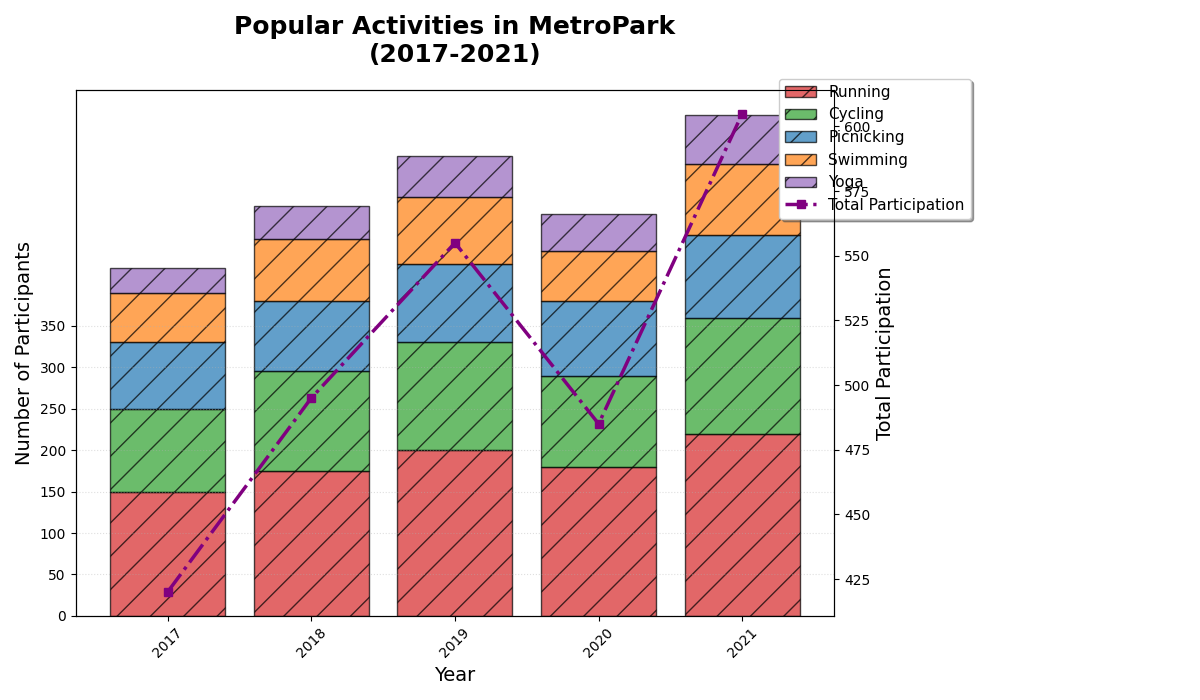 Popular Activities in MetroPark
(2017-2021)
Running
Cycling
Picnicking
Swimming
Yoga
Total Participation
Number of Participants
350
300
250
200
150
100
50
0
600
575
550
525
500
475
450
425
Total Participation
2017
2018
2019
2020
2021
Year